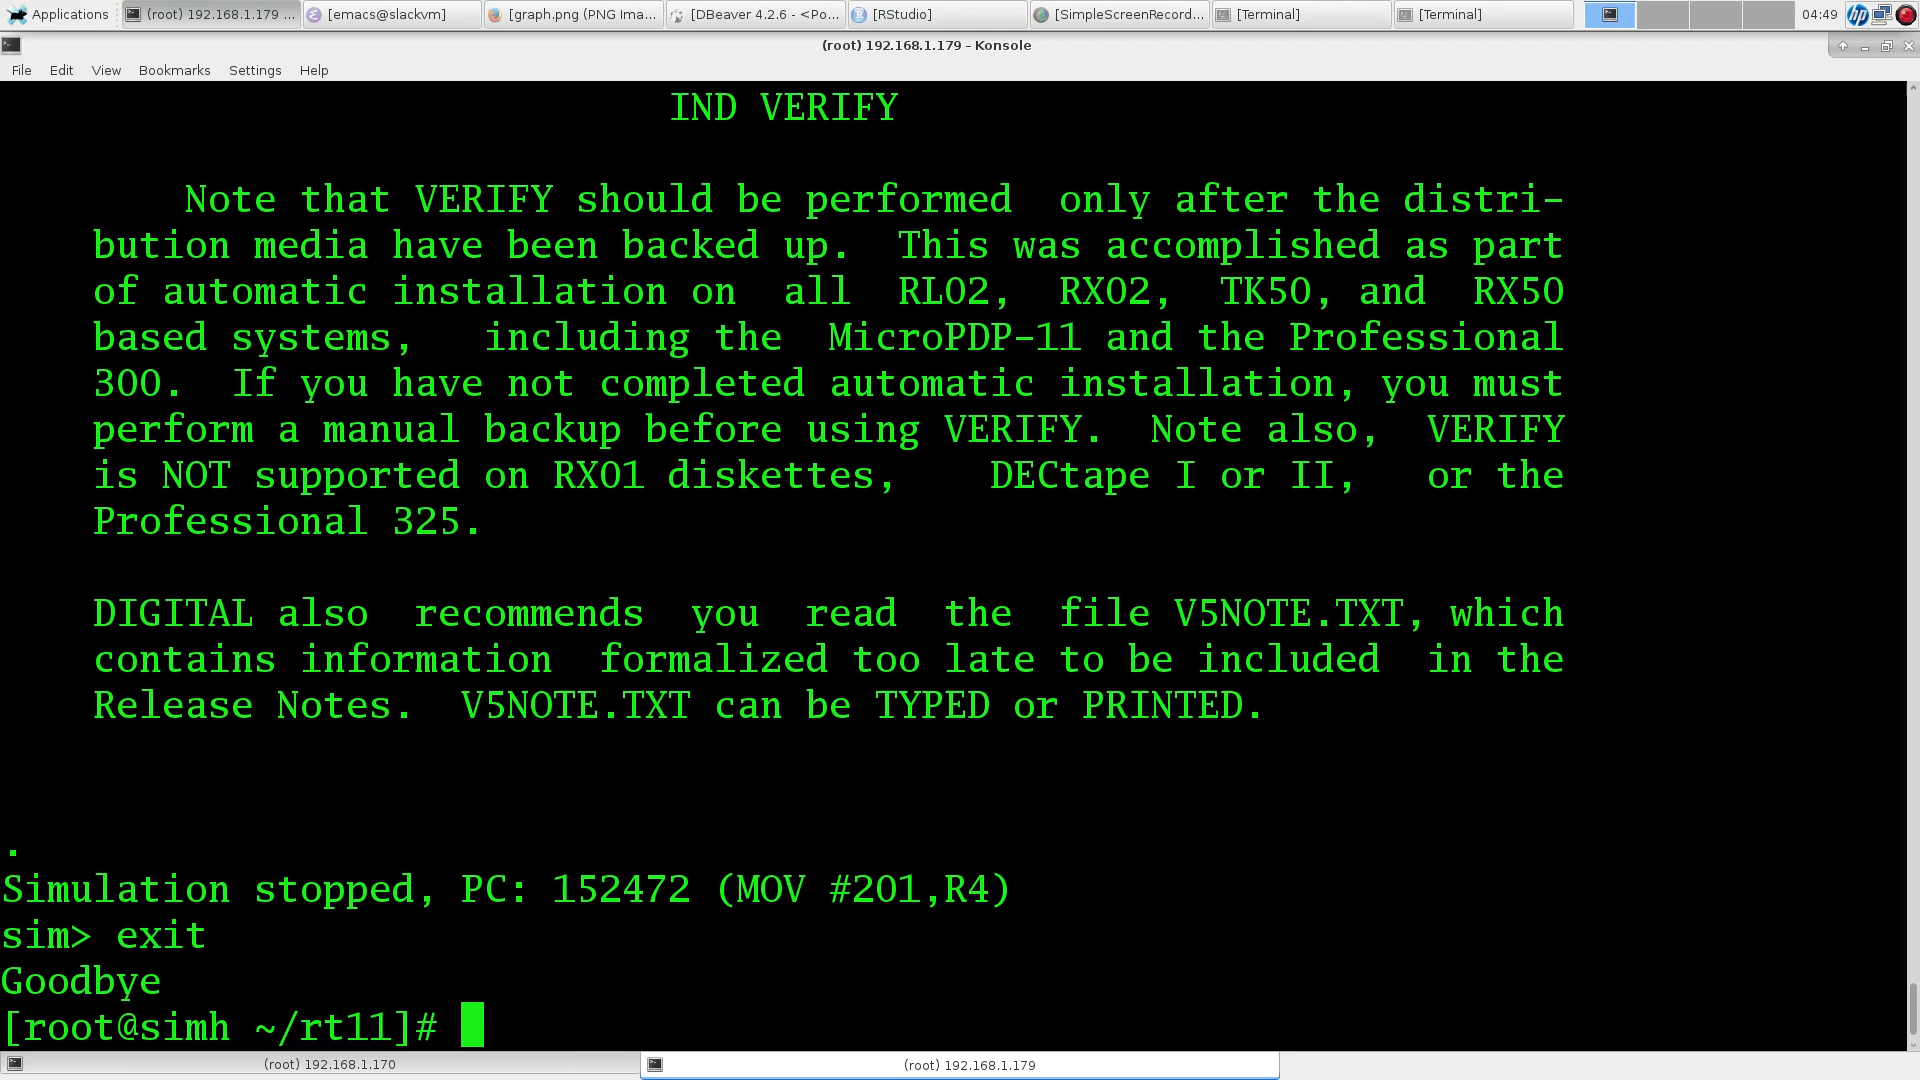 Applications (root) 192.168.1.179 ... [emacs@slackvm] [graph.png (PNG Ima... [DBeaver 4.2.6 - <Po... [RStudio] [SimpleScreenRecord... [Terminal] [Terminal] 04:49 hp
(root) 192.168.1.179 - Konsole
File Edit View Bookmarks Settings Help
IND VERIFY
Note that VERIFY should be performed only after the distri-
bution media have been backed up. This was accomplished as part
of automatic installation on all RL02, RX02, TK50, and RX50
based systems, including the MicroPDP-11 and the Professional
300. If you have not completed automatic installation, you must
perform a manual backup before using VERIFY. Note also, VERIFY
is NOT supported on RX01 diskettes, DECtape I or II, or the
Professional 325.
DIGITAL also recommends you read the file V5NOTE.TXT, which
contains information formalized too late to be included in the
Release Notes. V5NOTE.TXT can be TYPED or PRINTED.
.
Simulation stopped, PC: 152472 (MOV #201,R4)
sim> exit
Goodbye
[root@simh ~/rt11]#
(root) 192.168.1.170 (root) 192.168.1.179